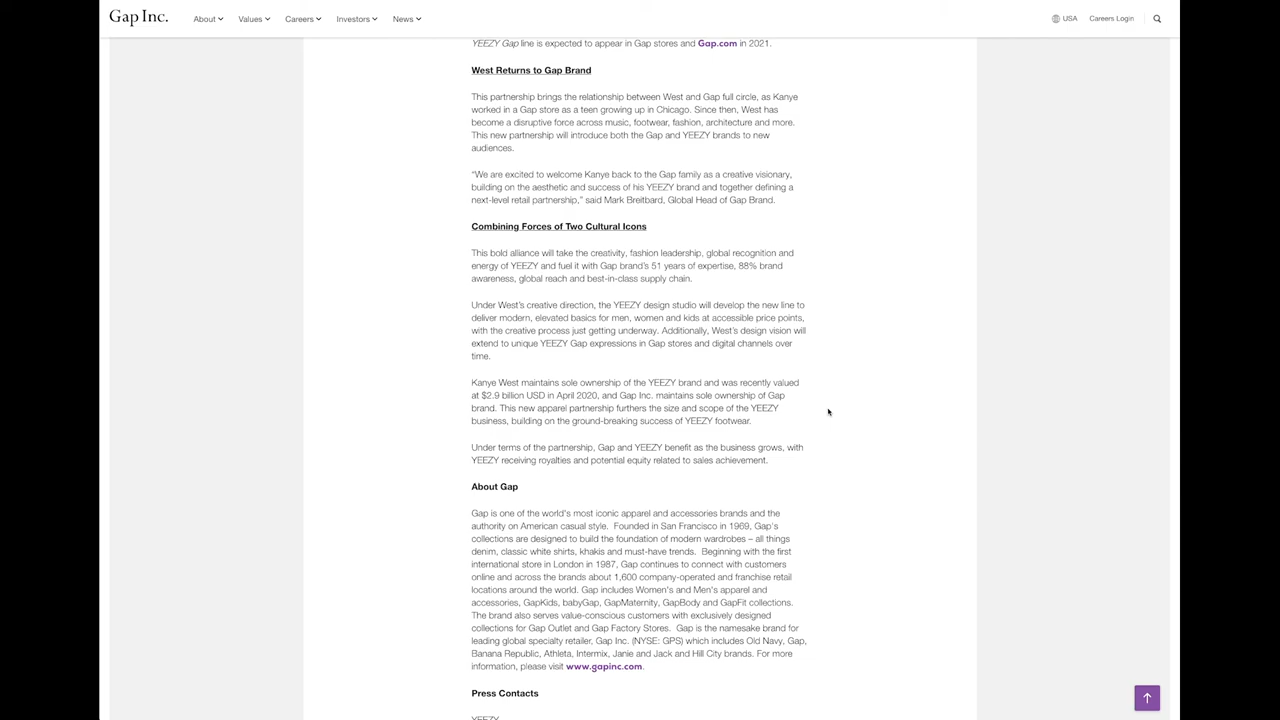 Gap Inc.
About Values Careers Investors News
USA Careers Login
YEEZY Gap line is expected to appear in Gap stores and Gap.com in 2021.
West Returns to Gap Brand
This partnership brings the relationship between West and Gap full circle, as Kanye
worked in a Gap store as a teen growing up in Chicago. Since then, West has
become a disruptive force across music, footwear, fashion, architecture and more.
This new partnership will introduce both the Gap and YEEZY brands to new
audiences.
“We are excited to welcome Kanye back to the Gap family as a creative visionary,
building on the aesthetic and success of his YEEZY brand and together defining a
next-level retail partnership,” said Mark Breitbard, Global Head of Gap Brand.
Combining Forces of Two Cultural Icons
This bold alliance will take the creativity, fashion leadership, global recognition and
energy of YEEZY and fuel it with Gap brand’s 51 years of expertise, 88% brand
awareness, global reach and best-in-class supply chain.
Under West’s creative direction, the YEEZY design studio will develop the new line to
deliver modern, elevated basics for men, women and kids at accessible price points,
with the creative process just getting underway. Additionally, West’s design vision will
extend to unique YEEZY Gap expressions in Gap stores and digital channels over
time.
Kanye West maintains sole ownership of the YEEZY brand and was recently valued
at $2.9 billion USD in April 2020, and Gap Inc. maintains sole ownership of Gap
brand. This new apparel partnership furthers the size and scope of the YEEZY
business, building on the ground-breaking success of YEEZY footwear.
Under terms of the partnership, Gap and YEEZY benefit as the business grows, with
YEEZY receiving royalties and potential equity related to sales achievement.
About Gap
Gap is one of the world's most iconic apparel and accessories brands and the
authority on American casual style. Founded in San Francisco in 1969, Gap's
collections are designed to build the foundation of modern wardrobes – all things
denim, classic white shirts, khakis and must-have trends. Beginning with the first
international store in London in 1987, Gap continues to connect with customers
online and across the brands about 1,600 company-operated and franchise retail
locations around the world. Gap includes Women's and Men's apparel and
accessories, GapKids, babyGap, GapMaternity, GapBody and GapFit collections.
The brand also serves value-conscious customers with exclusively designed
collections for Gap Outlet and Gap Factory Stores. Gap is the namesake brand for
leading global specialty retailer, Gap Inc. (NYSE: GPS) which includes Old Navy, Gap,
Banana Republic, Athleta, Intermix, Janie and Jack and Hill City brands. For more
information, please visit www.gapinc.com.
Press Contacts
YEEZY